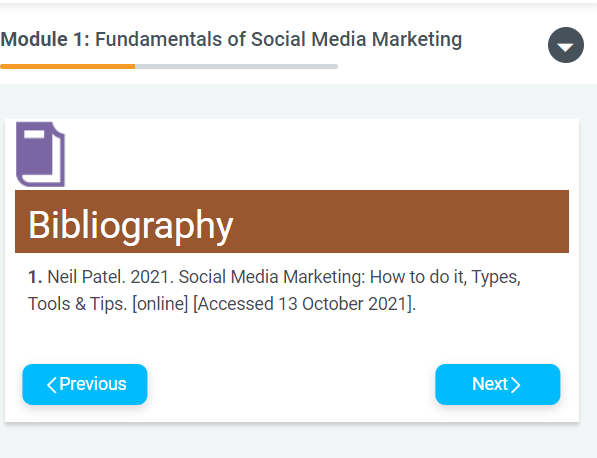 Module 1: Fundamentals of Social Media Marketing
Bibliography
1. Neil Patel. 2021. Social Media Marketing: How to do it, Types,
Tools & Tips. [online] [Accessed 13 October 2021].
Previous
Next